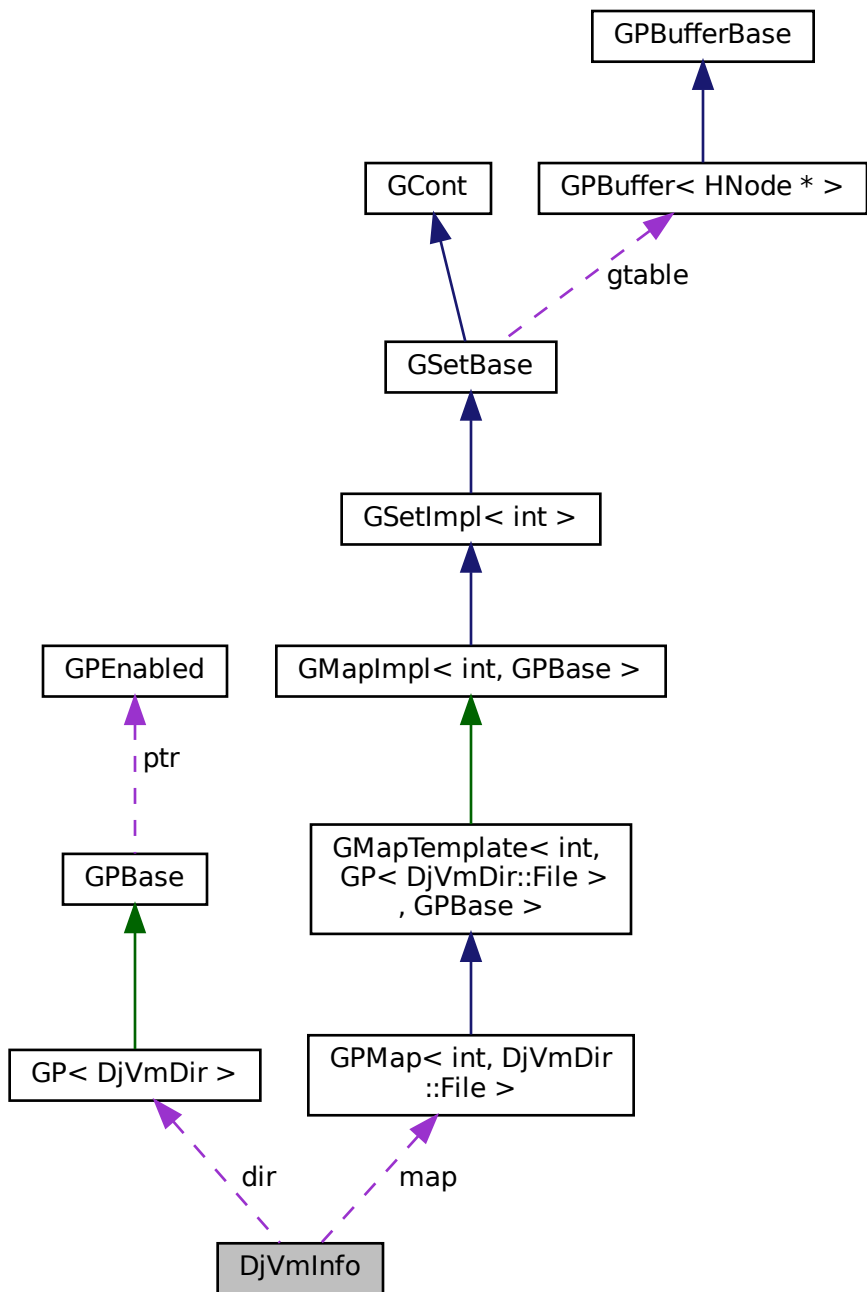 GPBufferBase
GCont
GPBuffer< HNode * >
gtable
GSetBase
GSetImpl< int >
GPEnabled
GMapImpl< int, GPBase >
ptr
GPBase
GMapTemplate< int,
GP< DjVmDir::File >
, GPBase >
GP< DjVmDir >
GPMap< int, DjVmDir
::File >
dir
map
DjVmInfo